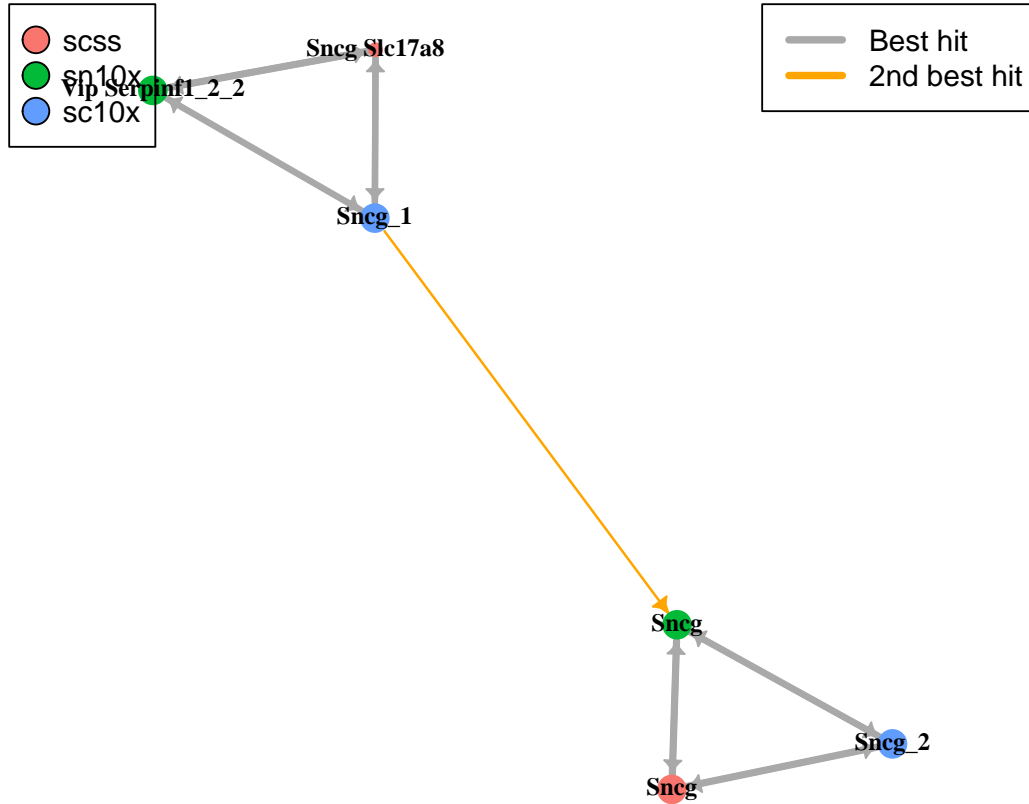 scss
sn10x
sc10x
Best hit
2nd best hit
Sncg Slc17a8
Vip Serpinf1_2_2
Sncg_1
Sncg
Sncg_2
Sncg